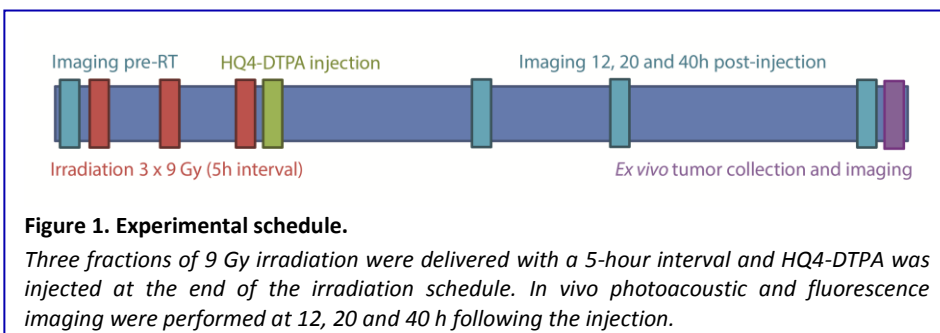 Imaging pre-RT HQ4-DTPA injection Imaging 12, 20 and 40h post-injection
Irradiation 3 x 9 Gy (5h interval) Ex vivo tumor collection and imaging
Figure 1. Experimental schedule.
Three fractions of 9 Gy irradiation were delivered with a 5-hour interval and HQ4-DTPA was
injected at the end of the irradiation schedule. In vivo photoacoustic and fluorescence
imaging were performed at 12, 20 and 40 h following the injection.